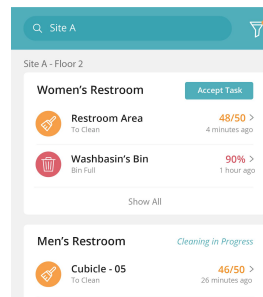 Site A
Site A - Floor 2
Women's Restroom
Accept Task
Restroom Area
48/50 >
To Clean
4 minutes ago
Washbasin's Bin
90% >
Bin Full
1 hour ago
Show All
Men's Restroom
Cleaning in Progress
Cubicle - 05
46/50 >
To Clean
26 minutes ago